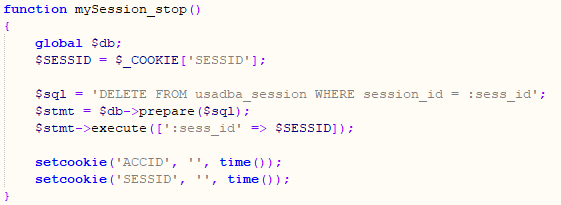 function mySession_stop()
{
global $db;
$SESSID = $_COOKIE['SESSID'];
$sql = 'DELETE FROM usadba_session WHERE session_id = :sess_id';
$stmt = $db->prepare($sql);
$stmt->execute([':sess_id' => $SESSID]);
setcookie('ACCID', '', time());
setcookie('SESSID', '', time());
}